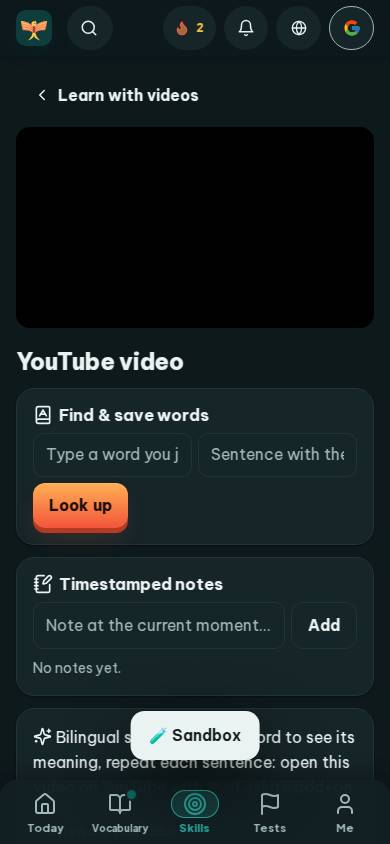 2
Learn with videos
YouTube video
Find & save words
Type a word you j
Sentence with the
Look up
Timestamped notes
Note at the current moment...
Add
No notes yet.
Bilingual s ord to see its
🧪 Sandbox
meaning, repeat each sentence: open this
Today
Vocabulary
Skills
Tests
Me